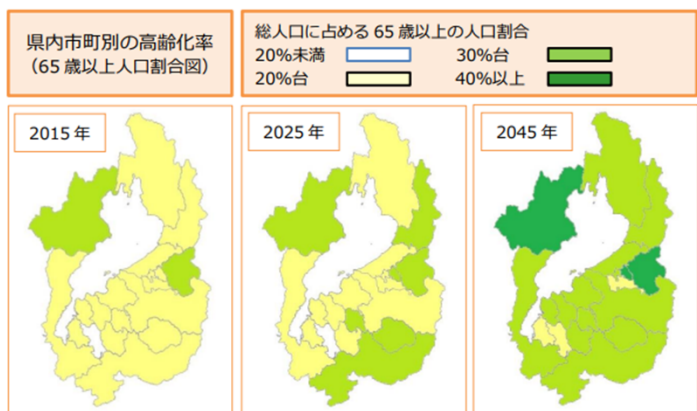 県内市町別の高齢化率
（65 歳以上人口割合図）
総人口に占める 65 歳以上の人口割合
20%未満
30%台
20%台
40%以上
2015 年
2025 年
2045 年